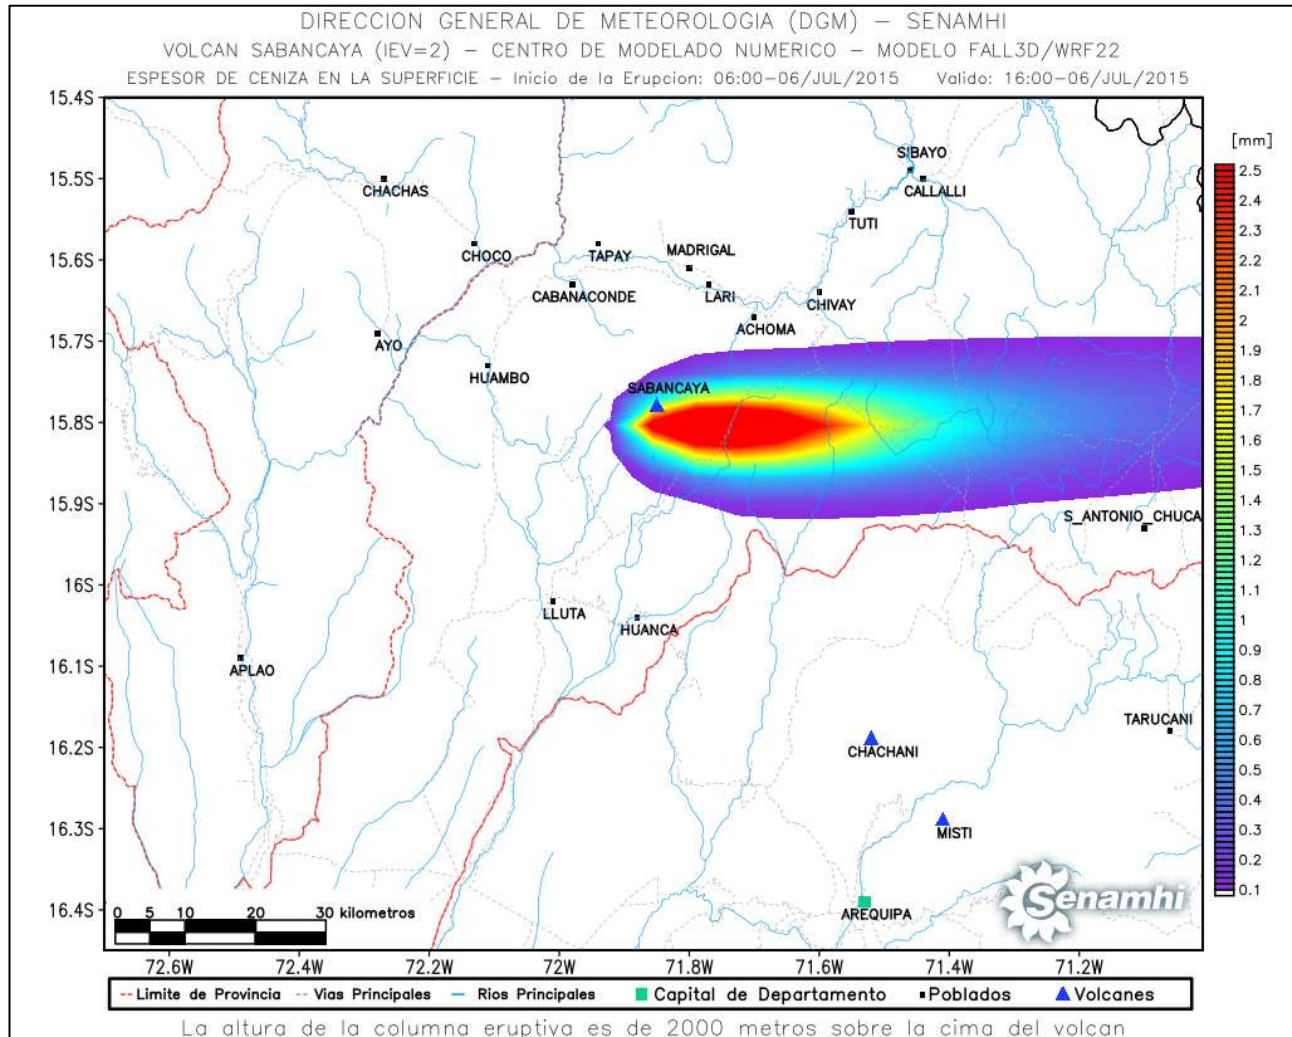 DIRECCION GENERAL DE METEOROLOGIA (DGM) – SENAMHI
VOLCAN SABANCAYA (IEV=2) – CENTRO DE MODELADO NUMERICO – MODELO FALL3D/WRF22
ESPESOR DE CENIZA EN LA SUPERFICIE – Inicio de la Erupcion: 06:00–06/JUL/2015 Valido: 16:00–06/JUL/2015
15.4S
15.5S
15.6S
15.7S
15.8S
15.9S
16S
16.1S
16.2S
16.3S
16.4S
SIBAYO
CHACHAS
CALLALLI
TUTI
CHOCO
TAPAY
MADRIGAL
CABANACONDE
LARI
CHIVAY
ACHOMA
AYO
HUAMBO
SABANCAYA
S_ANTONIO_CHUCA
LLUTA
HUANCA
APLAO
TARUCANI
CHACHANI
MISTI
AREQUIPA
Senamhi
0 5 10 20 30 kilometros
72.6W 72.4W 72.2W 72W 71.8W 71.6W 71.4W 71.2W
[mm]
2.5
2.4
2.3
2.2
2.1
2
1.9
1.8
1.7
1.6
1.5
1.4
1.3
1.2
1.1
1
0.9
0.8
0.7
0.6
0.5
0.4
0.3
0.2
0.1
Limite de Provincia Vias Principales Rios Principales Capital de Departamento Poblados Volcanes
La altura de la columna eruptiva es de 2000 metros sobre la cima del volcan